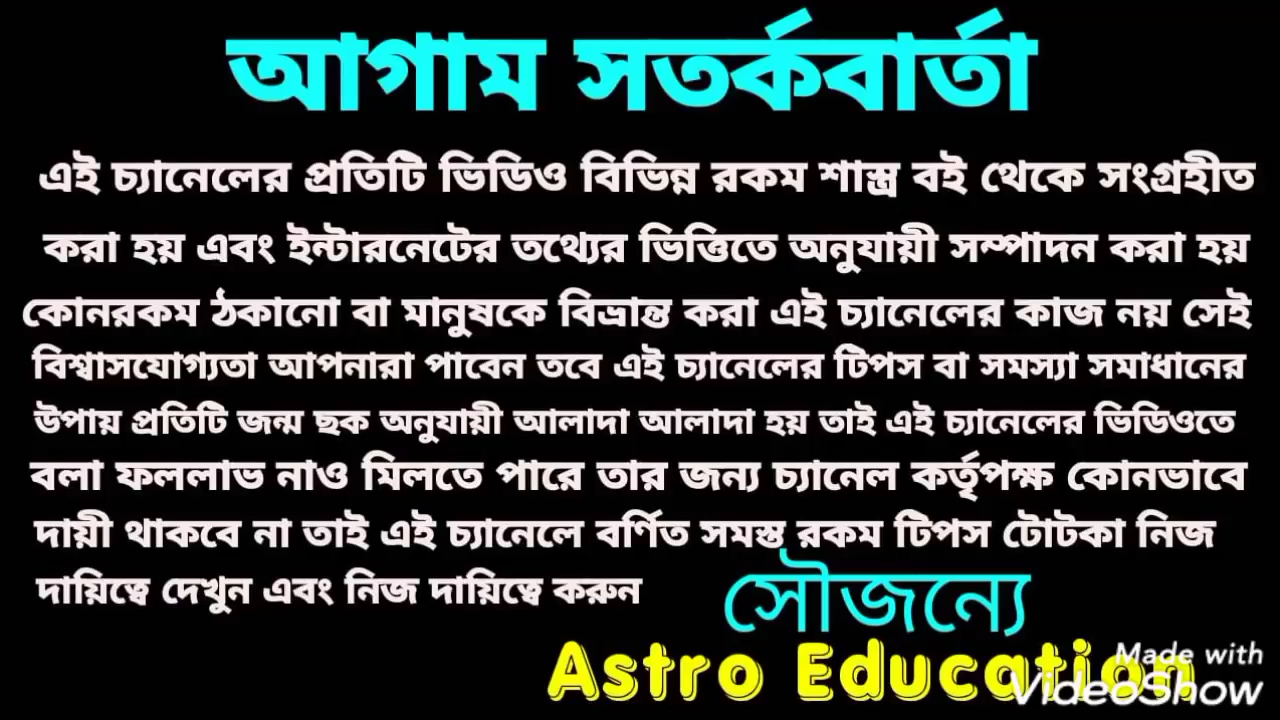 আগাম সতর্কবার্তা
এই চ্যানেলের প্রতিটি ভিডিও বিভিন্ন রকম শাস্ত্র বই থেকে সংগ্রহীত
করা হয় এবং ইন্টারনেটের তথ্যের ভিত্তিতে অনুযায়ী সম্পাদন করা হয়
কোনরকম ঠকানো বা মানুষকে বিভ্রান্ত করা এই চ্যানেলের কাজ নয় সেই
বিশ্বাসযোগ্যতা আপনারা পাবেন তবে এই চ্যানেলের টিপস বা সমস্যা সমাধানের
উপায় প্রতিটি জন্ম ছক অনুযায়ী আলাদা আলাদা হয় তাই এই চ্যানেলের ভিডিওতে
বলা ফললাভ নাও মিলতে পারে তার জন্য চ্যানেল কর্তৃপক্ষ কোনভাবে
দায়ী থাকবে না তাই এই চ্যানেলে বর্ণিত সমস্ত রকম টিপস টোটকা নিজ
দায়িত্বে দেখুন এবং নিজ দায়িত্বে করুন
সৌজন্যে
Astro Education
Made with
VideoShow